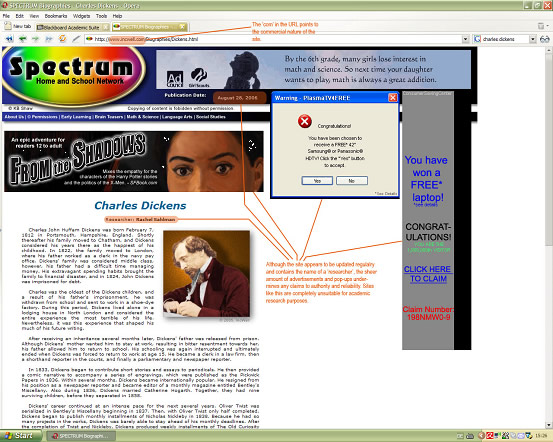 SPECTRUM Biographies - Charles Dickens - Opera
File Edit Bookmarks Widgets Tools Help
New tab Blackboard Academic Suite SPECTRUM Biographies
The 'com' in the URL points to
the commercial nature of the
site.
charles dickens
Spectrum
Home and School Network
Ad
Council
GirlScouts
By the 6th grade, many girls lose interest in
math and science. So next time your daughter
wants to play, math is always a great addition.
Publication Date: August 28, 2006
© KB Shaw Copying of content is forbidden without permission
About Us | © Permissions | Early Learning | Brain Teasers | Math & Science | Language Arts | Social Studies
An epic adventure for
readers 12 to adult
FROM THE SHADOWS
Mixes the empathy for the
characters of the Harry Potter stories
and the politics of the X-Men. - SFBook.com
Warning - PlasmaTV4FREE
Congratulations!
You have been chosen to
receive a FREE* 42"
Samsung® or Panasonic®
HDTV! Click the "Yes" button
to accept.
Yes No
*See Details
You have
won a
FREE*
laptop!
*see details
CONGRAT-
ULATIONS!
CLICK HERE
TO CLAIM
Claim Number:
198NMW0-9
Charles Dickens
Researcher: Rachel Sahlman
Charles John Huffam Dickens was born February 7,
1812 in Portsmouth, Hampshire, England. Shortly
thereafter his family moved to Chatham, and Dickens
considered his years there as the happiest of his
childhood. In 1822, the family moved to London,
where his father worked as a clerk in the navy pay
office. Dickens' family was considered middle class,
however, his father had a difficult time managing
money. His extravagant spending habits brought the
family to financial disaster, and in 1824, John Dickens
was imprisoned for debt.
Charles was the oldest of the Dickens children, and
a result of his father's imprisonment, he was
withdrawn from school and sent to work in a shoe-dye
factory. During this period, Dickens lived alone in a
lodging house in North London and considered the
entire experience the most terrible of his life.
Nevertheless, it was this experience that shaped his
much of his future writing.
After receiving an inheritance several months later, Dickens' father was released from prison.
Although Dickens' mother wanted him to stay at work, resulting in bitter resentment towards her,
his father allowed him to return to school. His schooling was again interrupted and ultimately
ended when Dickens was forced to return to work at age 15. He became a clerk in a law firm, then
a shorthand reporter in the courts, and finally a parliamentary and newspaper reporter.
In 1833, Dickens began to contribute short stories and essays to periodicals. He then provided
a comic narrative to accompany a series of engravings, which were published as the Pickwick
Papers in 1836. Within several months, Dickens became internationally popular. He resigned from
his position as a newspaper reporter and became editor of a monthly magazine entitled Bentley's
Miscellany. Also during 1836, Dickens married Catherine Hogarth. Together, they had nine
surviving children, before they separated in 1858.
Dickens' career continued at an intense pace for the next several years. Oliver Twist was
serialized in Bentley's Miscellany beginning in 1837. Then, with Oliver Twist only half completed,
Dickens began to publish monthly installments of Nicholas Nickleby in 1838. Because he had so
many projects in the works, Dickens was barely able to stay ahead of his monthly deadlines. After
the completion of Twist and Nickleby, Dickens produced weekly installments of The Old Curiosity
Although the site appears to be updated regularly
and contains the name of a 'researcher', the sheer
amount of advertisements and pop-ups under-
mines any claims to authority and reliability. Sites
like this are completely unsuitable for academic
research purposes.
Start SPECTRUM Biographi... 15:26